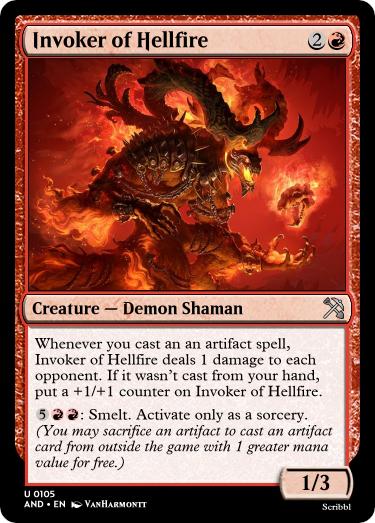 Invoker of Hellfire 2
Creature — Demon Shaman
Whenever you cast an an artifact spell,
Invoker of Hellfire deals 1 damage to each
opponent. If it wasn't cast from your hand,
put a +1/+1 counter on Invoker of Hellfire.
5: Smelt. Activate only as a sorcery.
(You may sacrifice an artifact to cast an artifact
card from outside the game with 1 greater mana
value for free.)
1/3
U 0105
AND • EN VanHarmontt
Scribbl